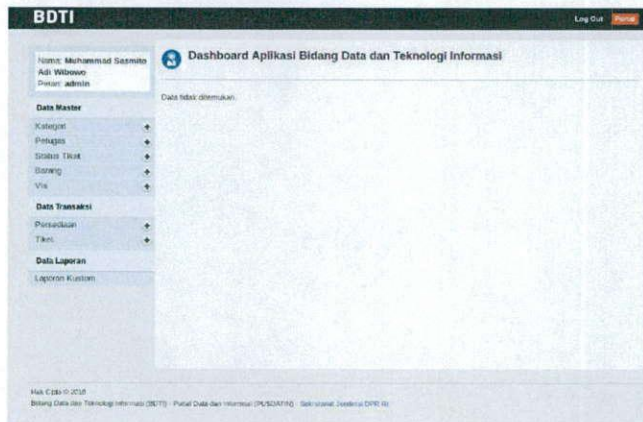 BDTI
Log Out
Portal
Nama: Muhammad Sasmito
Adi Wibowo
Peran: admin
Dashboard Aplikasi Bidang Data dan Teknologi Informasi
Data tidak ditemukan.
Data Master
Kategori
Petugas
Status Tiket
Barang
Via
Data Transaksi
Persediaan
Tiket
Data Laporan
Laporan Kustom
Hak Cipta © 2018
Bidang Data dan Teknologi Informasi (BDTI) - Pusat Data dan Informasi (PUSDATIN) - Sekretariat Jenderal DPR RI